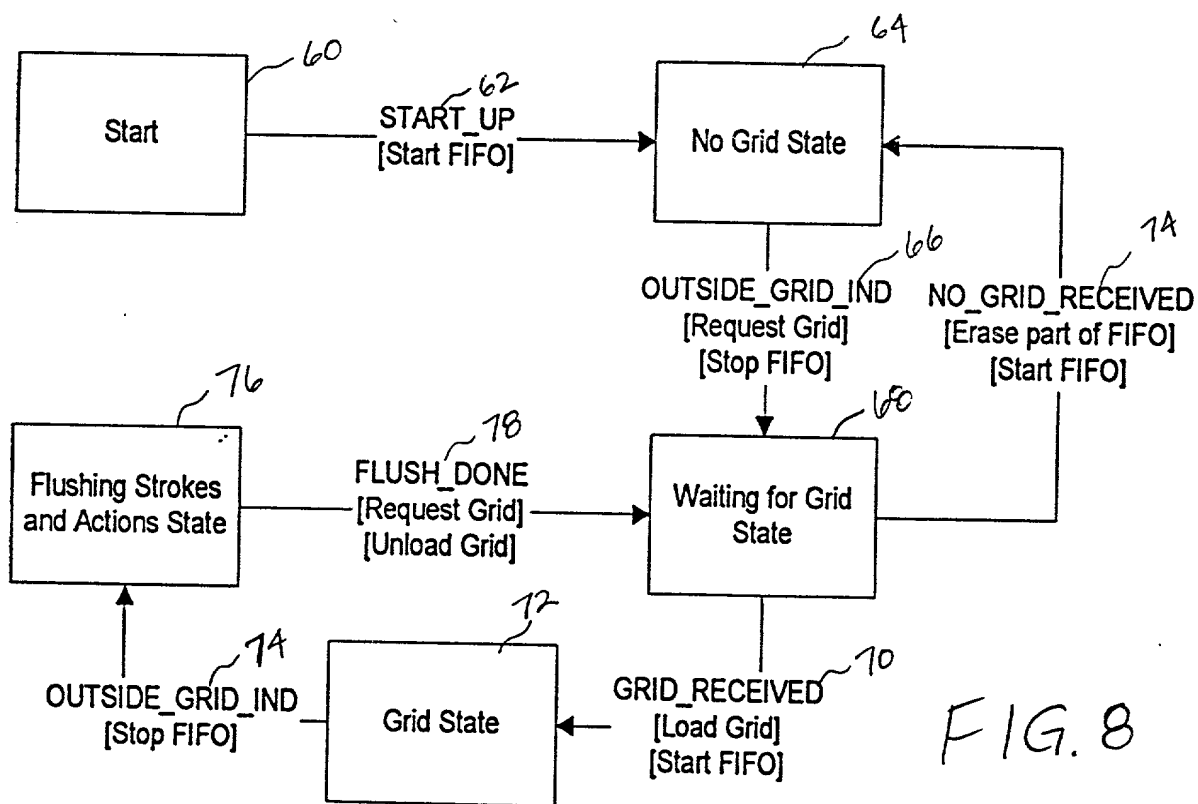 60
Start
62
START_UP
[Start FIFO]
64
No Grid State
66
OUTSIDE_GRID_IND
[Request Grid]
[Stop FIFO]
74
NO_GRID_RECEIVED
[Erase part of FIFO]
[Start FIFO]
76
Flushing Strokes
and Actions State
78
FLUSH_DONE
[Request Grid]
[Unload Grid]
68
Waiting for Grid
State
74
OUTSIDE_GRID_IND
[Stop FIFO]
72
Grid State
70
GRID_RECEIVED
[Load Grid]
[Start FIFO]
FIG. 8